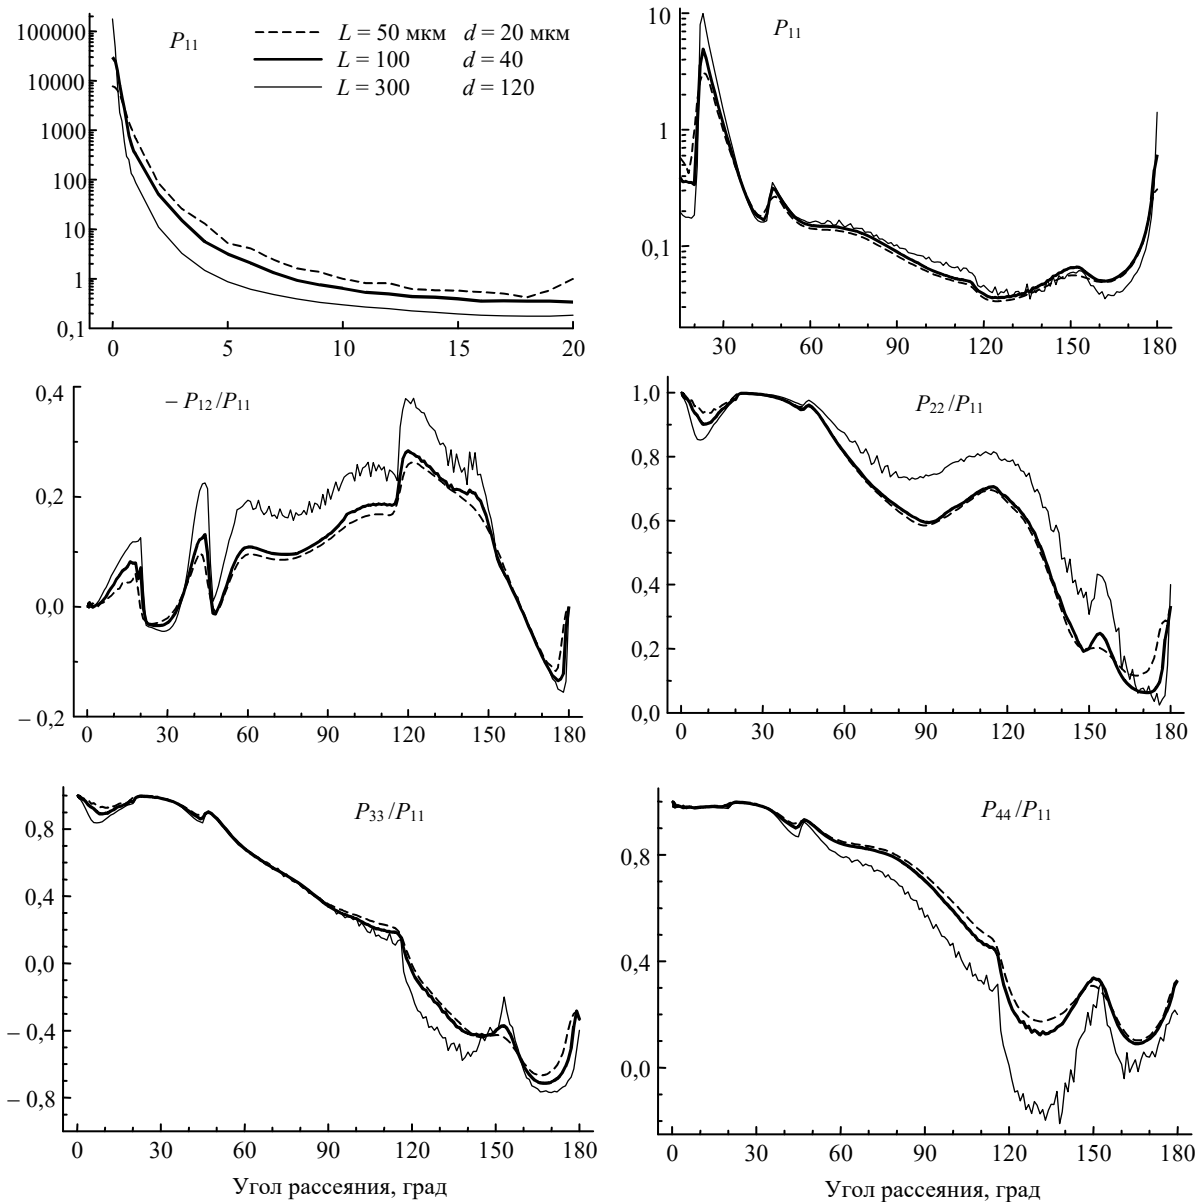 P11
L = 50 мкм d = 20 мкм
L = 100 d = 40
L = 300 d = 120
100000
10000
1000
100
10
1
0,1
0 5 10 15 20
P11
10
1
0,1
30 60 90 120 150 180
– P12 /P11
0,4
0,2
0,0
– 0,2
0 30 60 90 120 150 180
P22 /P11
1,0
0,8
0,6
0,4
0,2
0,0
0 30 60 90 120 150 180
P33 /P11
0,8
0,4
0,0
– 0,4
– 0,8
0 30 60 90 120 150 180
Угол рассеяния, град
P44 /P11
0,8
0,4
0,0
0 30 60 90 120 150 180
Угол рассеяния, град